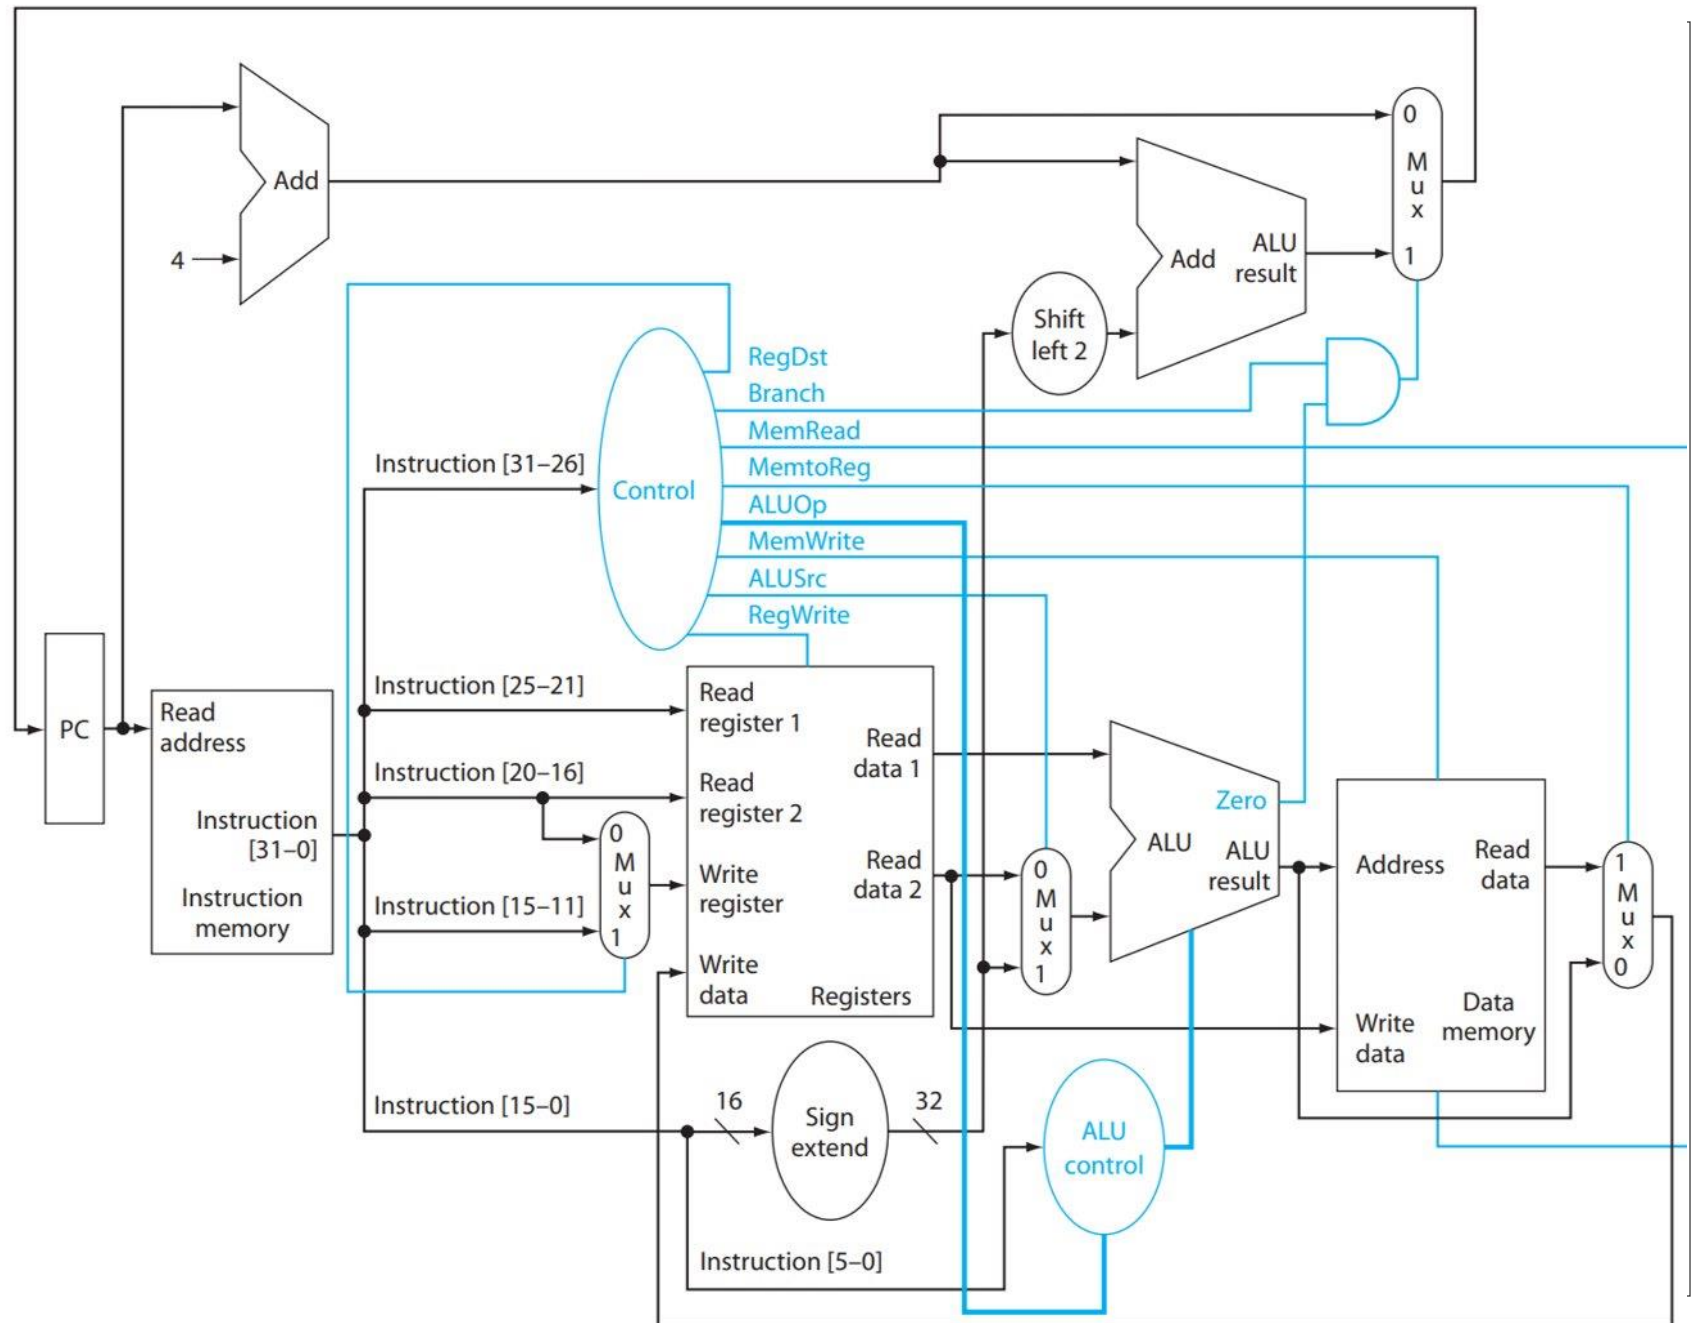 0
M
u
x
1
Add
4
Add
ALU
result
Shift
left 2
RegDst
Branch
MemRead
MemtoReg
ALUOp
MemWrite
ALUSrc
RegWrite
Control
Instruction [31–26]
Instruction [25–21]
Instruction [20–16]
Instruction [15–11]
Instruction [15–0]
Instruction [5–0]
PC
Read
address
Instruction
[31–0]
Instruction
memory
0
M
u
x
1
Read
register 1
Read
register 2
Write
register
Write
data
Read
data 1
Read
data 2
Registers
0
M
u
x
1
Zero
ALU
ALU
result
Address
Read
data
Write
data
Data
memory
1
M
u
x
0
16
Sign
extend
32
ALU
control